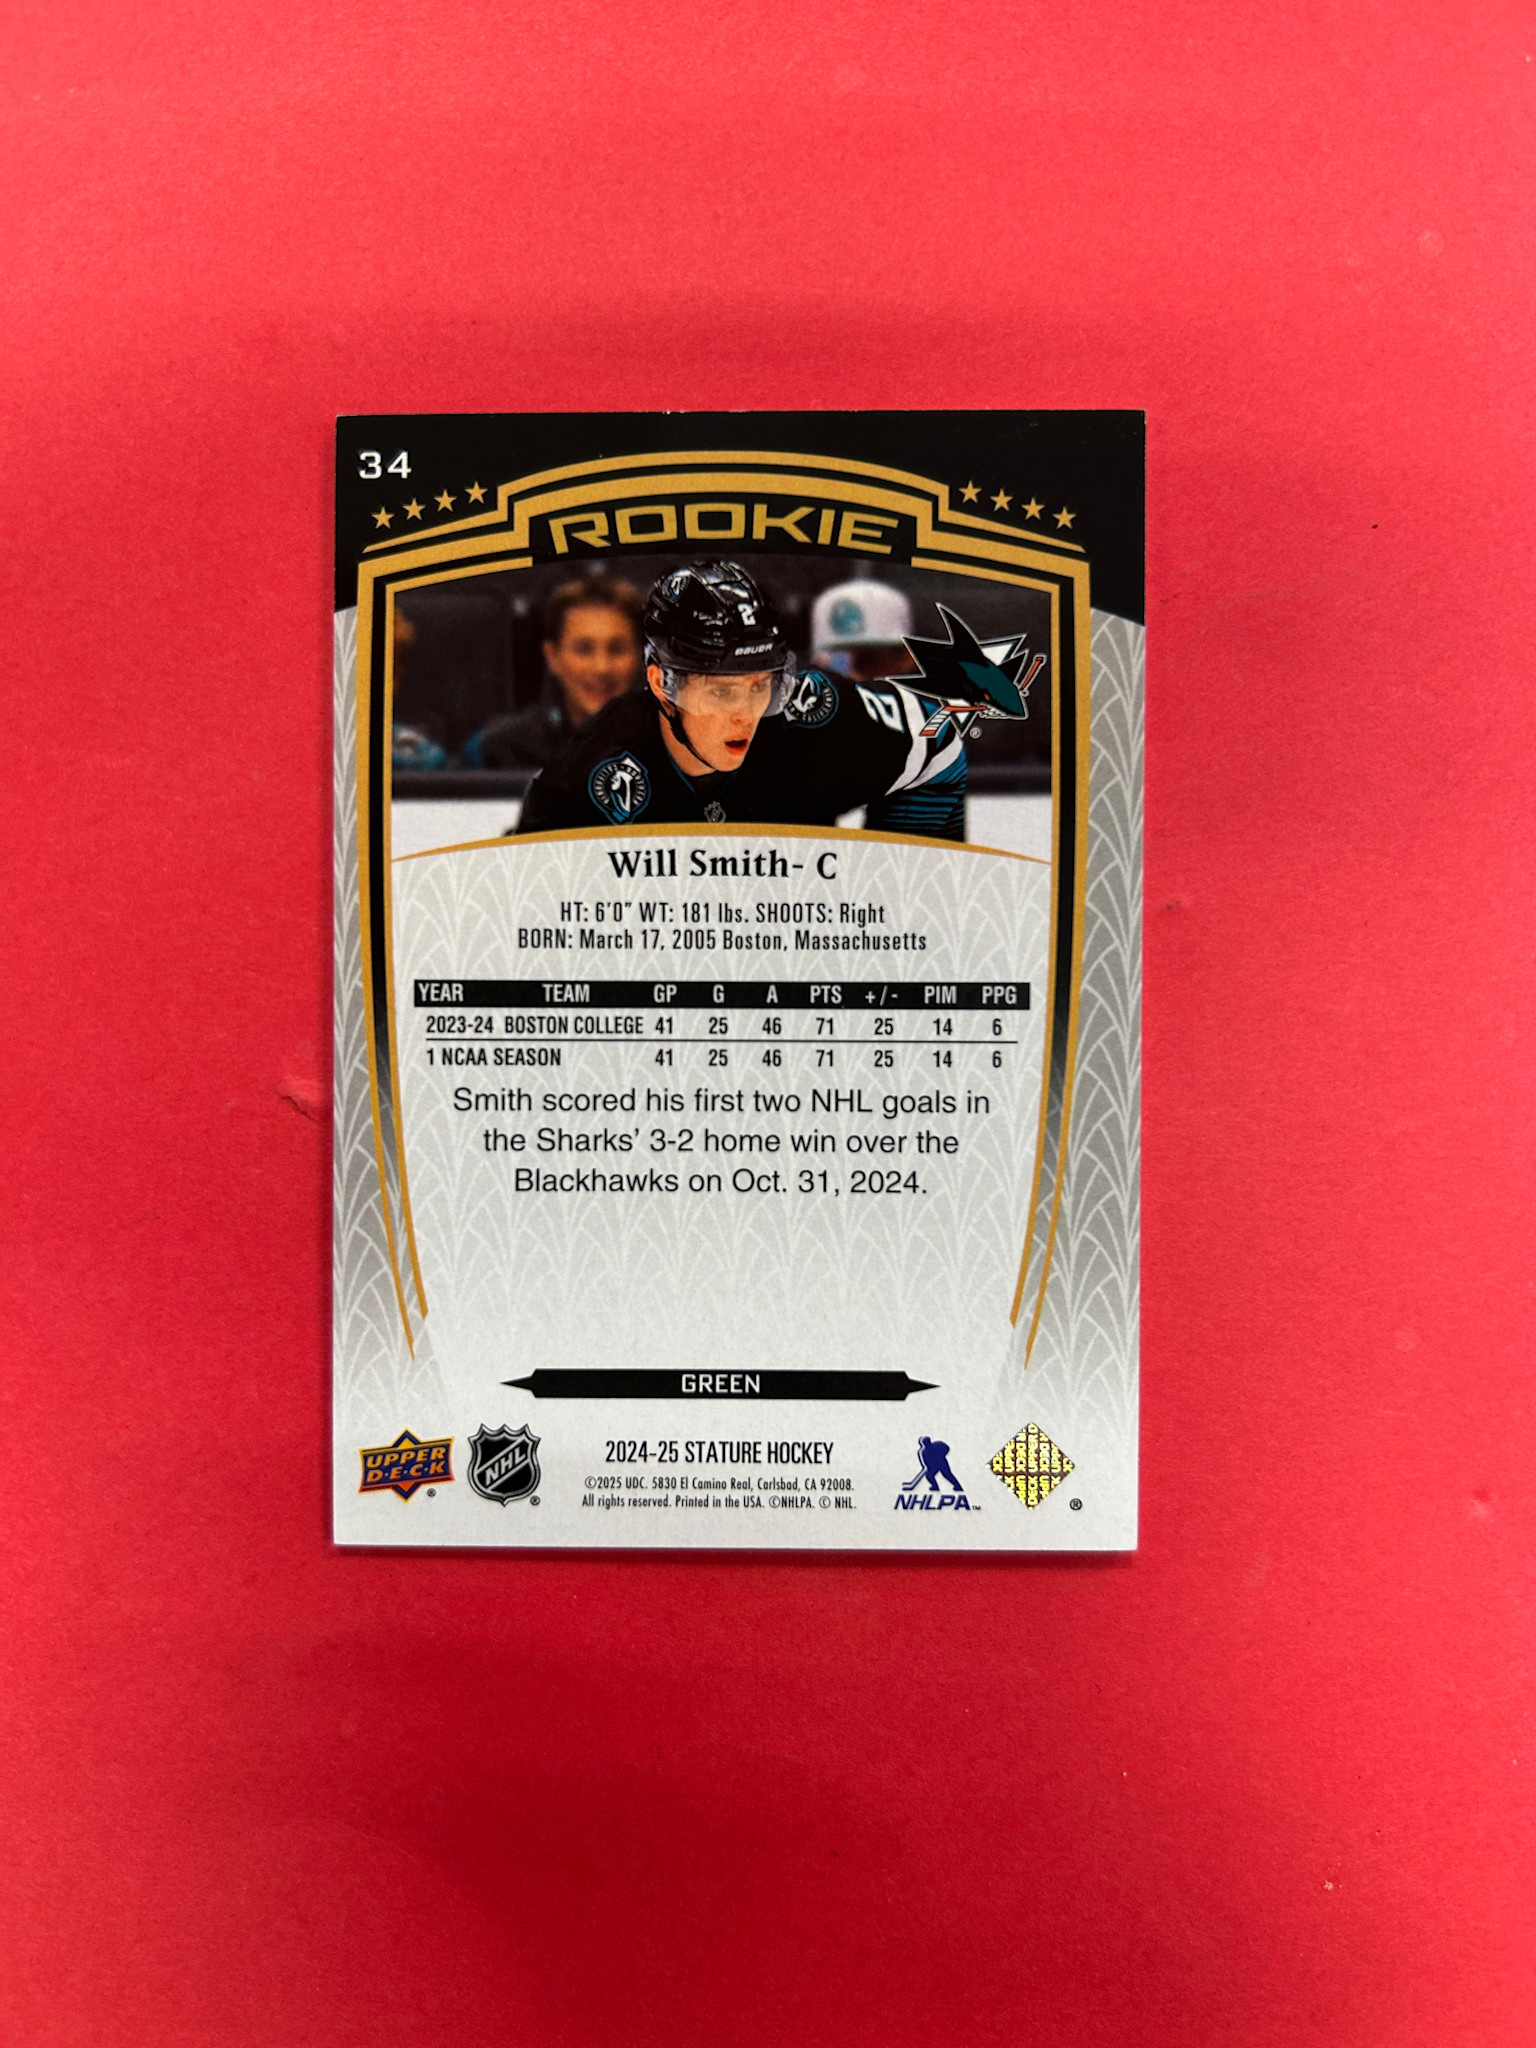 34
ROOKIE
2
BAUER
2
Will Smith- C
HT: 6'0" WT: 181 lbs. SHOOTS: Right
BORN: March 17, 2005 Boston, Massachusetts
YEAR TEAM GP G A PTS +/- PIM PPG
2023-24 BOSTON COLLEGE 41 25 46 71 25 14 6
1 NCAA SEASON 41 25 46 71 25 14 6
Smith scored his first two NHL goals in
the Sharks’ 3-2 home win over the
Blackhawks on Oct. 31, 2024.
GREEN
UPPER
D·E·C·K
®
NHL
®
2024-25 STATURE HOCKEY
©2025 UDC. 5830 El Camino Real, Carlsbad, CA 92008.
All rights reserved. Printed in the USA. ©NHLPA. © NHL.
NHLPA™
®